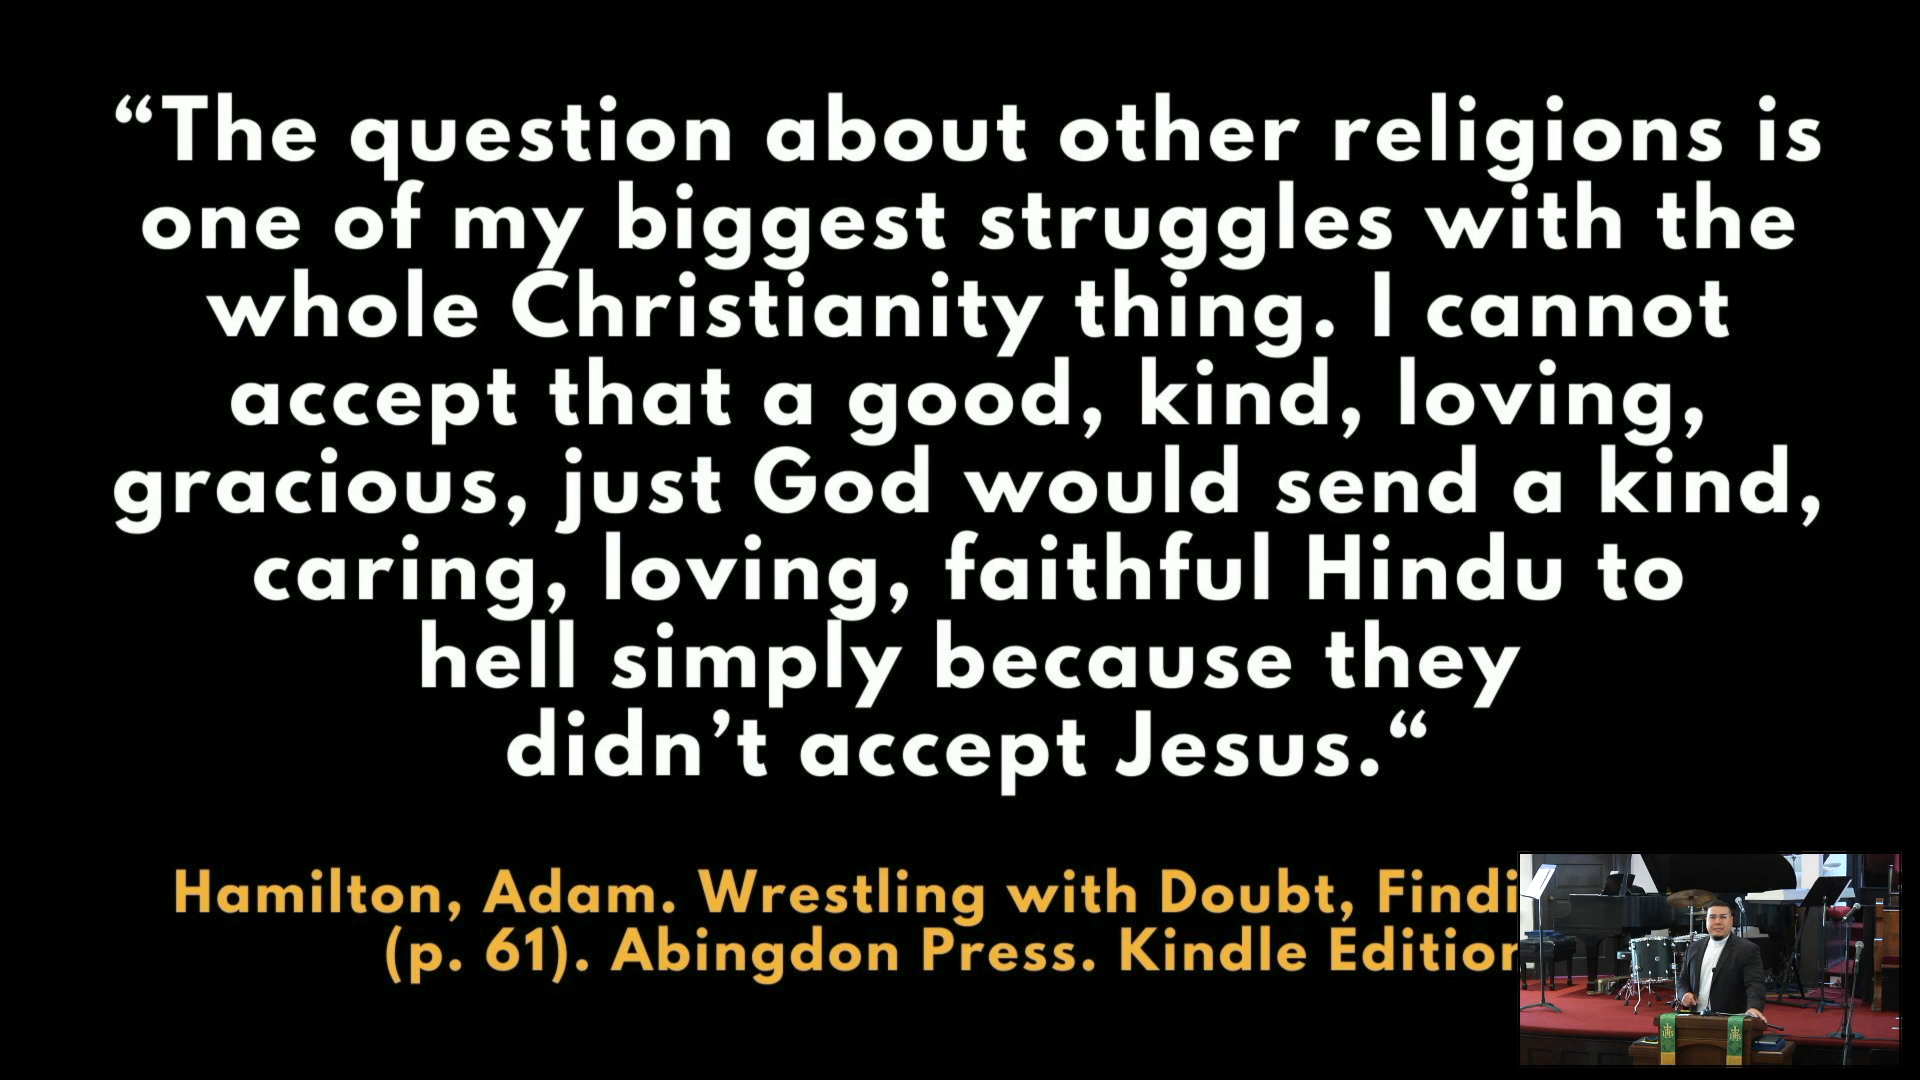 “The question about other religions is
one of my biggest struggles with the
whole Christianity thing. I cannot
accept that a good, kind, loving,
gracious, just God would send a kind,
caring, loving, faithful Hindu to
hell simply because they
didn’t accept Jesus.“
Hamilton, Adam. Wrestling with Doubt, Findi
(p. 61). Abingdon Press. Kindle Edition